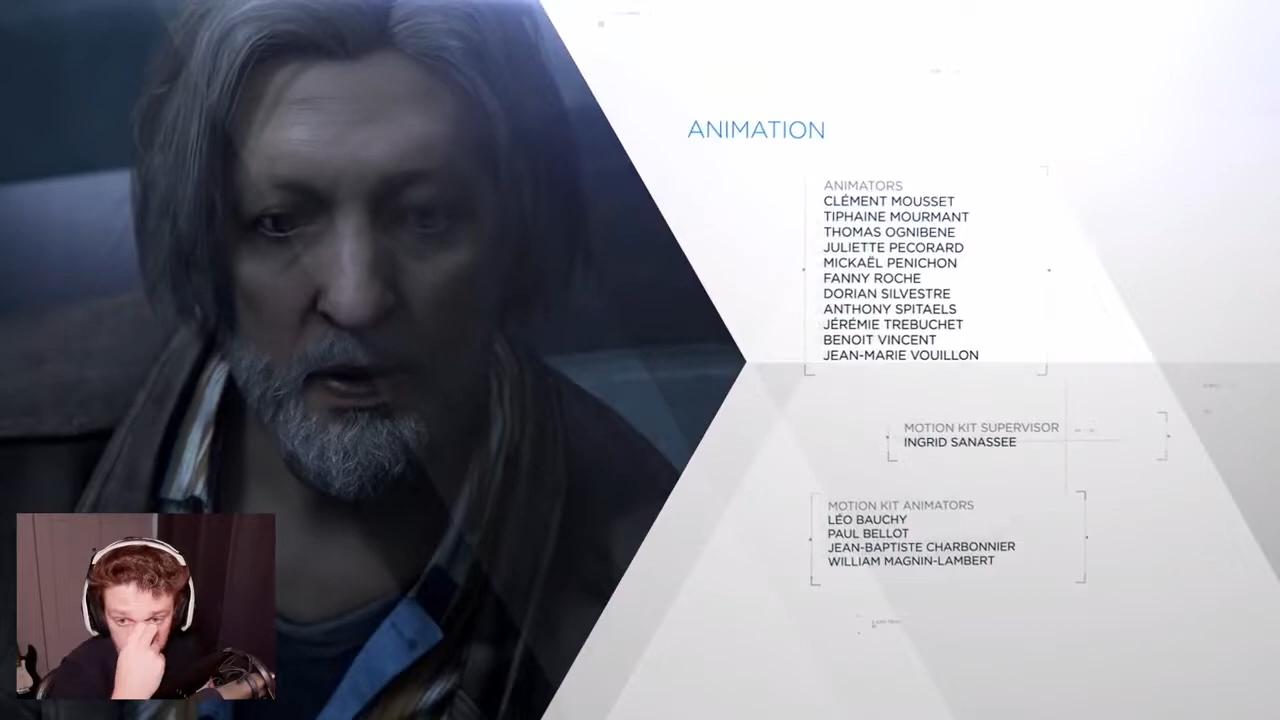 ANIMATION
ANIMATORS
CLÉMENT MOUSSET
TIPHAINE MOURMANT
THOMAS OGNIBENE
JULIETTE PECORARD
MICKAËL PENICHON
FANNY ROCHE
DORIAN SILVESTRE
ANTHONY SPITAELS
JÉRÉMIE TREBUCHET
BENOIT VINCENT
JEAN-MARIE VOUILLON
MOTION KIT SUPERVISOR
INGRID SANASSEE
MOTION KIT ANIMATORS
LÉO BAUCHY
PAUL BELLOT
JEAN-BAPTISTE CHARBONNIER
WILLIAM MAGNIN-LAMBERT